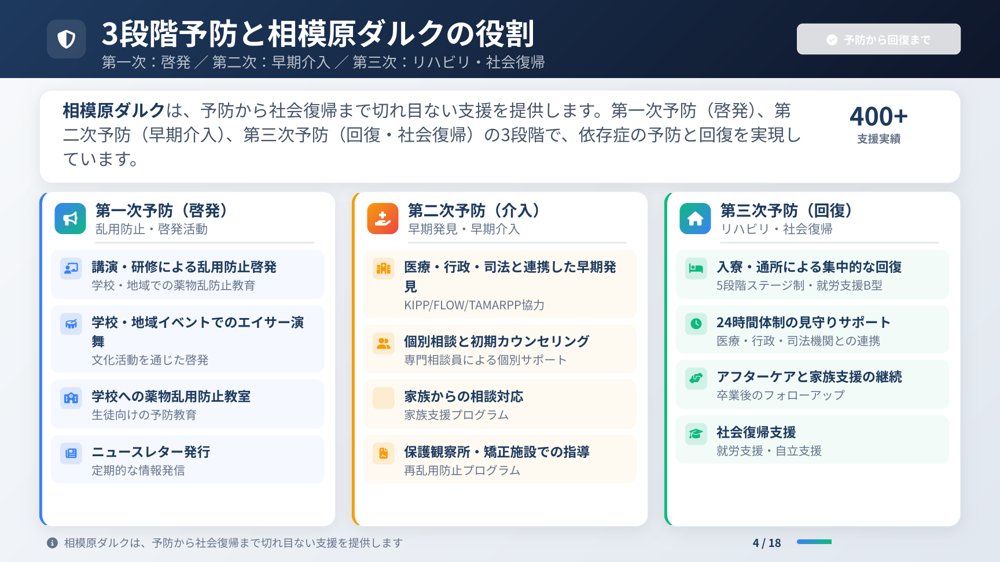 3段階予防と相模原ダルクの役割
第一次：啓発 ／ 第二次：早期介入 ／ 第三次：リハビリ・社会復帰
予防から回復まで
相模原ダルクは、予防から社会復帰まで切れ目ない支援を提供します。第一次予防（啓発）、第
二次予防（早期介入）、第三次予防（回復・社会復帰）の3段階で、依存症の予防と回復を実現し
ています。
400+
支援実績
第一次予防（啓発）
乱用防止・啓発活動
講演・研修による乱用防止啓発
学校・地域での薬物乱防止教育
学校・地域イベントでのエイサー演
舞
文化活動を通じた啓発
学校への薬物乱用防止教室
生徒向けの予防教育
ニュースレター発行
定期的な情報発信
第二次予防（介入）
早期発見・早期介入
医療・行政・司法と連携した早期発
見
KIPP/FLOW/TAMARPP協力
個別相談と初期カウンセリング
専門相談員による個別サポート
家族からの相談対応
家族支援プログラム
保護観察所・矯正施設での指導
再乱用防止プログラム
第三次予防（回復）
リハビリ・社会復帰
入寮・通所による集中的な回復
5段階ステージ制・就労支援B型
24時間体制の見守りサポート
医療・行政・司法機関との連携
アフターケアと家族支援の継続
卒業後のフォローアップ
社会復帰支援
就労支援・自立支援
相模原ダルクは、予防から社会復帰まで切れ目ない支援を提供します
4 / 18